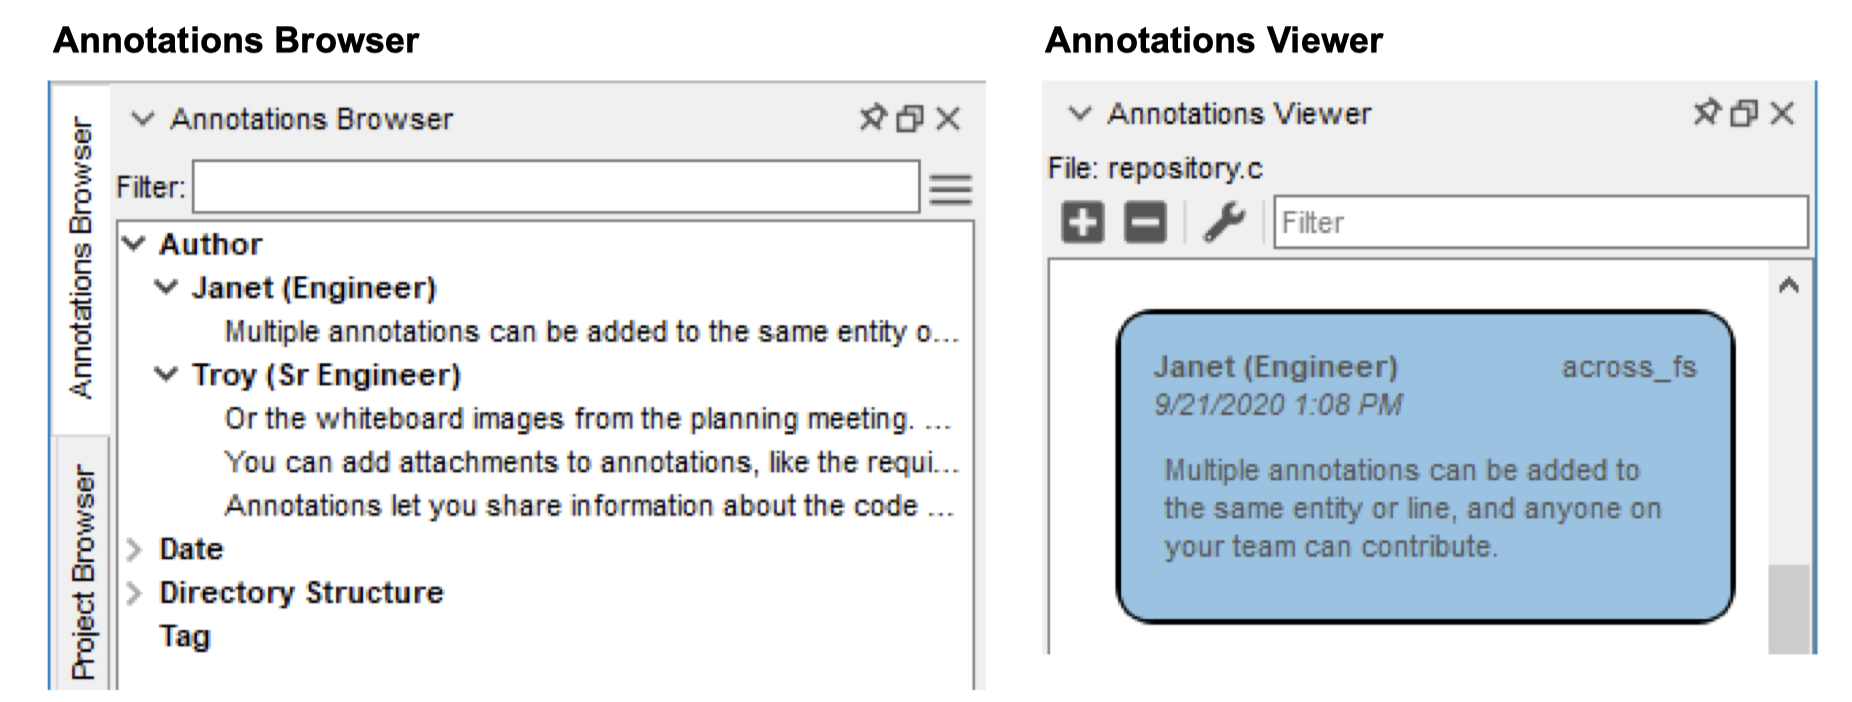 Annotations Browser
Annotations Browser
Project Browser
Annotations Browser
Filter:
Author
Janet (Engineer)
Multiple annotations can be added to the same entity o...
Troy (Sr Engineer)
Or the whiteboard images from the planning meeting. ...
You can add attachments to annotations, like the requi...
Annotations let you share information about the code ...
Date
Directory Structure
Tag
Annotations Viewer
Annotations Viewer
File: repository.c
Filter
Janet (Engineer) across_fs
9/21/2020 1:08 PM
Multiple annotations can be added to
the same entity or line, and anyone on
your team can contribute.